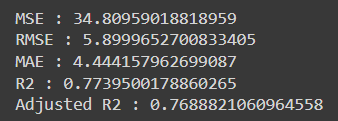 MSE : 34.80959018818959
RMSE : 5.8999652700833405
MAE : 4.444157962699087
R2 : 0.7739500178860265
Adjusted R2 : 0.7688821060964558